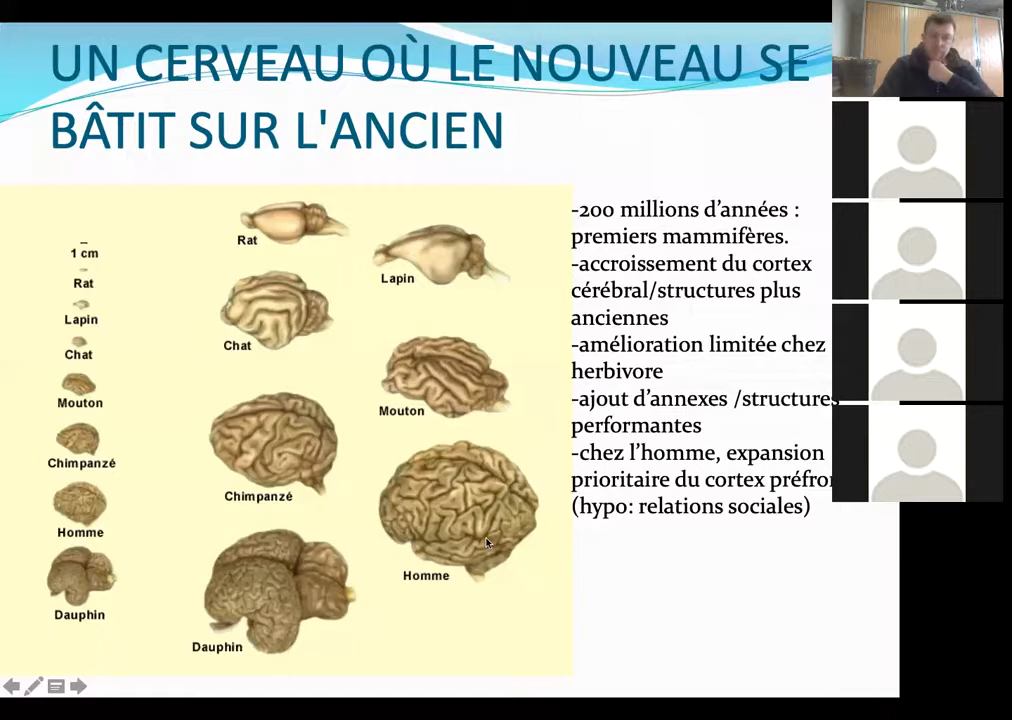 UN CERVEAU OÙ LE NOUVEAU SE
BÂTIT SUR L'ANCIEN
1 cm
Rat
Lapin
Chat
Mouton
Chimpanzé
Homme
Dauphin
Rat
Lapin
Chat
Mouton
Chimpanzé
Homme
Dauphin
-200 millions d’années :
premiers mammifères.
-accroissement du cortex
cérébral/structures plus
anciennes
-amélioration limitée chez
herbivore
-ajout d’annexes /structures
performantes
-chez l’homme, expansion
prioritaire du cortex
(hypo: relations sociales)